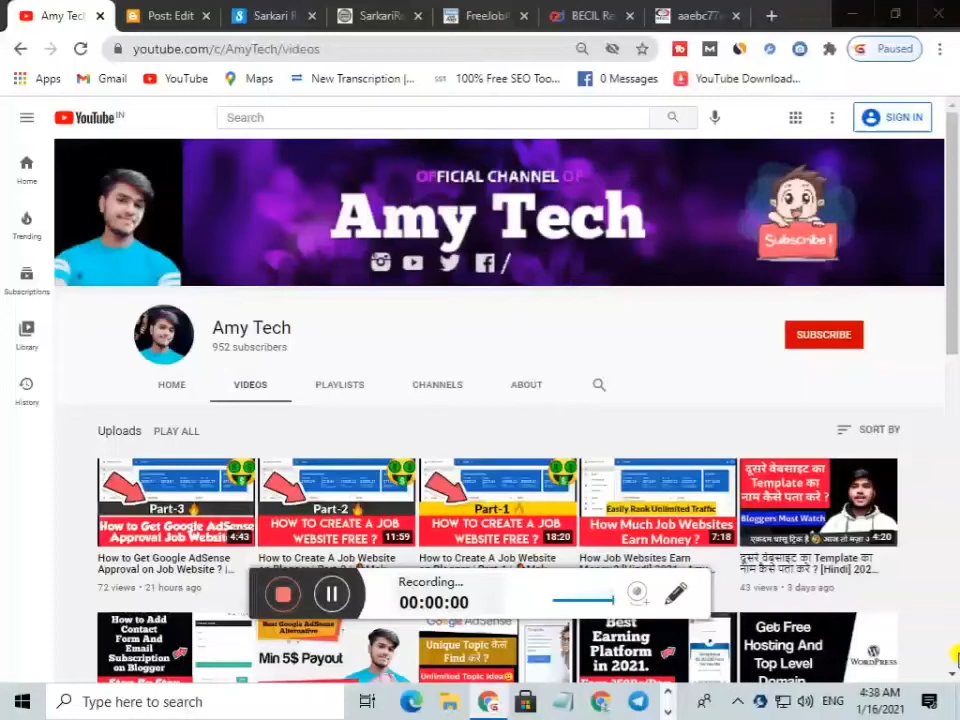 Amy Tech
Post: Edit
Sarkari R
SarkariRe
FreeJobA
BECIL Re
aaebc77
youtube.com/c/AmyTech/videos
Paused
Apps
Gmail
YouTube
Maps
New Transcription |...
100% Free SEO Too...
0 Messages
YouTube Download...
YouTube IN
Search
SIGN IN
Home
Trending
Subscriptions
Library
History
OFFICIAL CHANNEL OF
Amy Tech
Subscribe!
Amy Tech
952 subscribers
SUBSCRIBE
HOME
VIDEOS
PLAYLISTS
CHANNELS
ABOUT
Uploads
PLAY ALL
SORT BY
Part-3
How to Get Google AdSense
Approval Job Website
4:43
How to Get Google AdSense
Approval on Job Website ? |...
72 views • 21 hours ago
Part-2
HOW TO CREATE A JOB
WEBSITE FREE ?
11:59
How to Create A Job Website
Part-1
HOW TO CREATE A JOB
WEBSITE FREE ?
18:20
How to Create A Job Website
Easily Rank Unlimited Traffic
How Much Job Websites
Earn Money ?
7:18
How Job Websites Earn
दूसरे वेबसाइट का
Template का
नाम कैसे पता करे ?
Bloggers Must Watch
4:20
दूसरे वेबसाइट का Template का
नाम कैसे पता करे ? [Hindi] 202...
43 views • 3 days ago
Recording...
00:00:00
How to Add
Contact
Form And
Email
Subscription on
Blogger
Best Google AdSense
Alternative
Min 5$ Payout
Google AdSense
Unique Topic कैसे
Find करे ?
Unlimited Topic Idea
Best
Earning
Platform
in 2021.
Get Free
Hosting And
Top Level
Domain
WORDPRESS
Type here to search
ENG
4:38 AM
1/16/2021